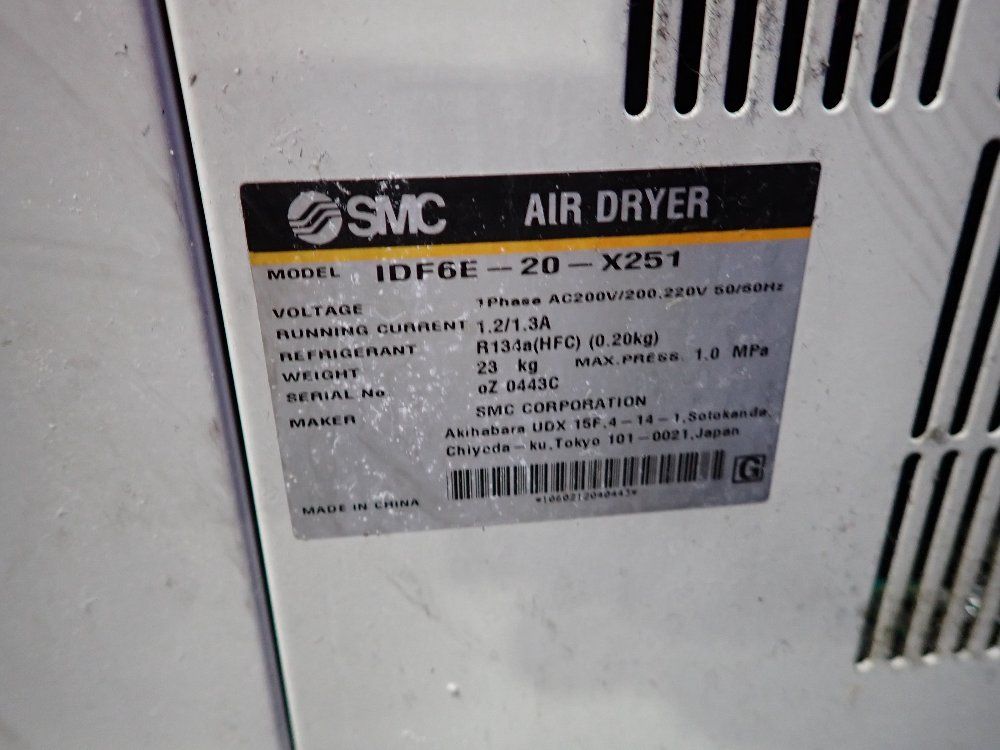 SMC AIR DRYER
MODEL IDF6E-20-X251
VOLTAGE 1Phase AC200V/200,220V 50/60Hz
RUNNING CURRENT 1.2/1.3A
REFRIGERANT R134a(HFC) (0.20kg)
WEIGHT 23 kg MAX.PRESS. 1.0 MPa
SERIAL No. oZ 0443C
MAKER SMC CORPORATION
Akihabara UDX 15F,4-14-1,Sotokanda,
Chiyoda-ku,Tokyo 101-0021,Japan
G
*1060212040443*
MADE IN CHINA